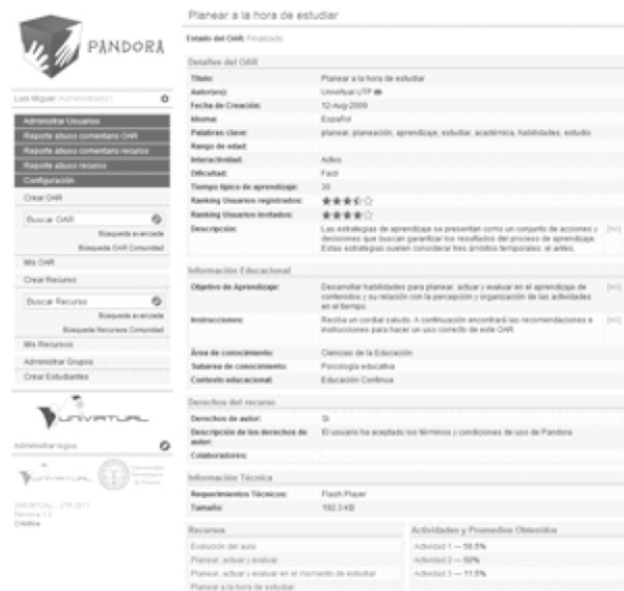 PANDORA
Luis Miguel (Administrador)
Administrar Usuarios
Reporte abuso comentario OAR
Reporte abuso comentario recurso
Reporte abuso recurso
Configuración
Crear OAR
Buscar OAR
Búsqueda avanzada
Búsqueda OAR Comunidad
Mis OAR
Crear Recurso
Buscar Recurso
Búsqueda avanzada
Búsqueda Recursos Comunidad
Mis Recursos
Administrar Grupos
Crear Estudiantes
UNIVIRTUAL
Administrar logos
UNIVIRTUAL
UNIVIRTUAL - UTP 2011
Pandora 1.0
Créditos
Planear a la hora de estudiar
Estado del OAR: Finalizado
Detalles del OAR
Título: Planear a la hora de estudiar
Autor(es): Univirtual UTP
Fecha de Creación: 12-Aug-2009
Idioma: Español
Palabras clave: planear, planeación, aprendizaje, estudiar, académica, habilidades, estudio
Rango de edad:
Interactividad: Activo
Dificultad: Facil
Tiempo típico de aprendizaje: 30
Ranking Usuarios registrados:
Ranking Usuarios Invitados:
Descripción: Las estrategias de aprendizaje se presentan como un conjunto de acciones y
decisiones que buscan garantizar los resultados del proceso de aprendizaje.
Estas estrategias suelen considerar tres ámbitos temporales: el antes,
Información Educacional
Objetivo de Aprendizaje: Desarrollar habilidades para planear, actuar y evaluar en el aprendizaje de
contenidos y su relación con la percepción y organización de las actividades
en el tiempo.
Instrucciones: Reciba un cordial saludo. A continuación encontrará las recomendaciones e
instrucciones para hacer un uso correcto de este OAR
Área de conocimiento: Ciencias de la Educación
Subarea de conocimiento: Psicología educativa
Contexto educacional: Educación Continua
Derechos del recurso
Derechos de autor: Si
Descripción de los derechos de autor: El usuario ha aceptado los términos y condiciones de uso de Pandora
Colaboradores:
Información Técnica
Requerimientos Técnicos: Flash Player
Tamaño: 192.3 KB
Recursos
Evaluación del aula
Planear, actuar y evaluar
Planear, actuar y evaluar en el momento de estudiar
Planear a la hora de estudiar
Actividades y Promedios Obtenidos
Actividad 1 — 56.5%
Actividad 2 — 50%
Actividad 3 — 11.5%